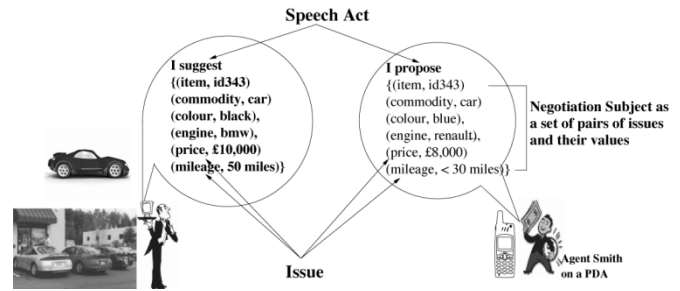 Speech Act
I suggest
{(item, id343)
(commodity, car)
(colour, black),
(engine, bmw),
(price, £10,000)
(mileage, 50 miles)}
I propose
{(item, id343)
(commodity, car)
(colour, blue),
(engine, renault),
(price, £8,000)
(mileage, < 30 miles)}
Negotiation Subject as
a set of pairs of issues
and their values
Issue
Agent Smith
on a PDA